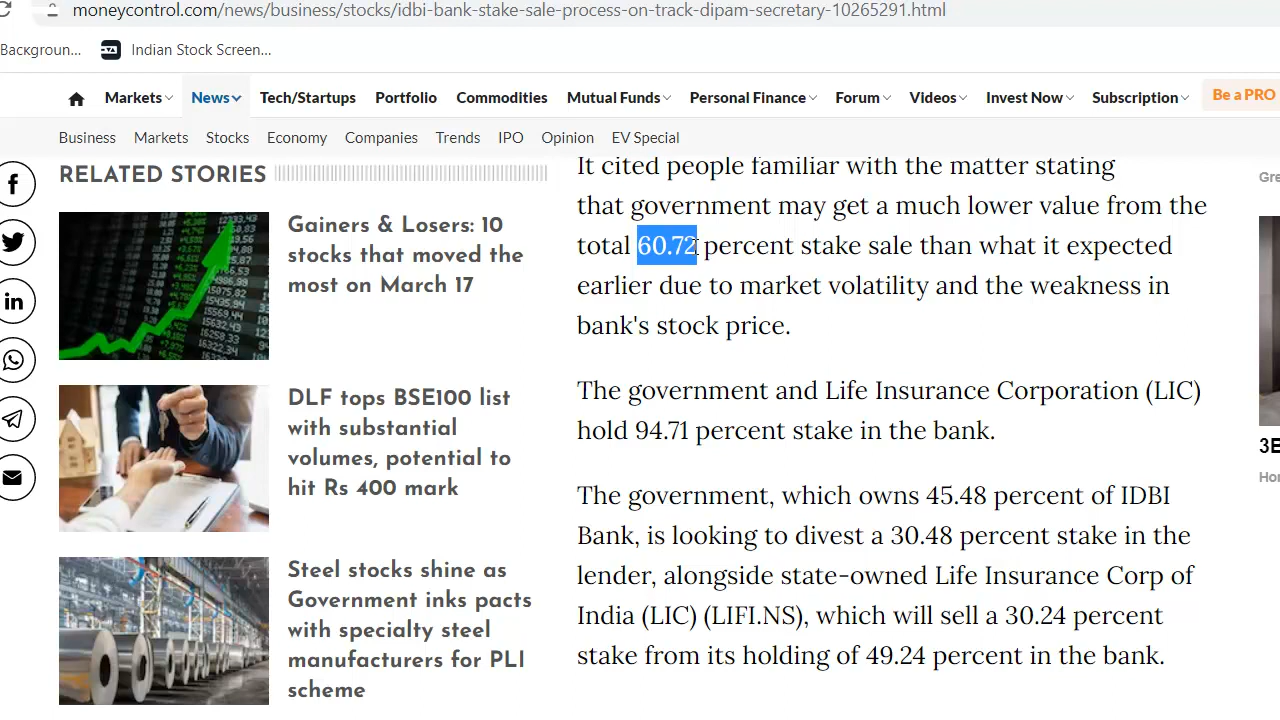 moneycontrol.com/news/business/stocks/idbi-bank-stake-sale-process-on-track-dipam-secretary-10265291.html
Backgroun... Indian Stock Screen...
Markets News Tech/Startups Portfolio Commodities Mutual Funds Personal Finance Forum Videos Invest Now Subscription Be a PRO
Business Markets Stocks Economy Companies Trends IPO Opinion EV Special
RELATED STORIES
Gainers & Losers: 10
stocks that moved the
most on March 17
DLF tops BSE100 list
with substantial
volumes, potential to
hit Rs 400 mark
Steel stocks shine as
Government inks pacts
with specialty steel
manufacturers for PLI
scheme
It cited people familiar with the matter stating
that government may get a much lower value from the
total 60.72 percent stake sale than what it expected
earlier due to market volatility and the weakness in
bank's stock price.
The government and Life Insurance Corporation (LIC)
hold 94.71 percent stake in the bank.
The government, which owns 45.48 percent of IDBI
Bank, is looking to divest a 30.48 percent stake in the
lender, alongside state-owned Life Insurance Corp of
India (LIC) (LIFI.NS), which will sell a 30.24 percent
stake from its holding of 49.24 percent in the bank.
Gre
3E
Hor